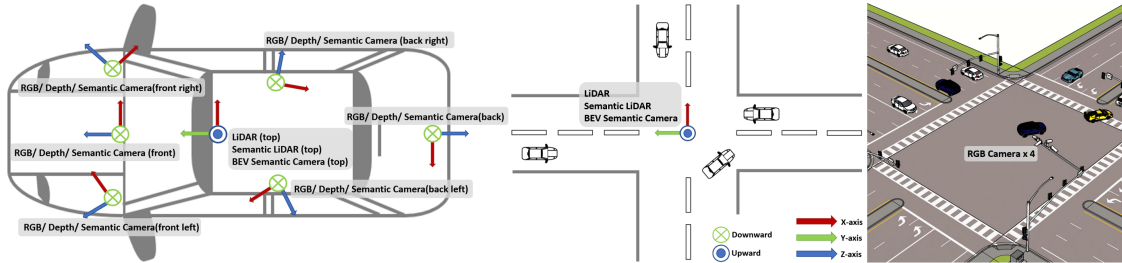 RGB/ Depth/ Semantic Camera (back right)
RGB/ Depth/ Semantic Camera(front right)
RGB/ Depth/ Semantic Camera(back)
RGB/ Depth/ Semantic Camera (front)
LiDAR (top)
Semantic LiDAR (top)
BEV Semantic Camera (top)
RGB/ Depth/ Semantic Camera(back left)
RGB/ Depth/ Semantic Camera(front left)
LiDAR
Semantic LiDAR
BEV Semantic Camera
Downward
Upward
X-axis
Y-axis
Z-axis
RGB Camera x 4